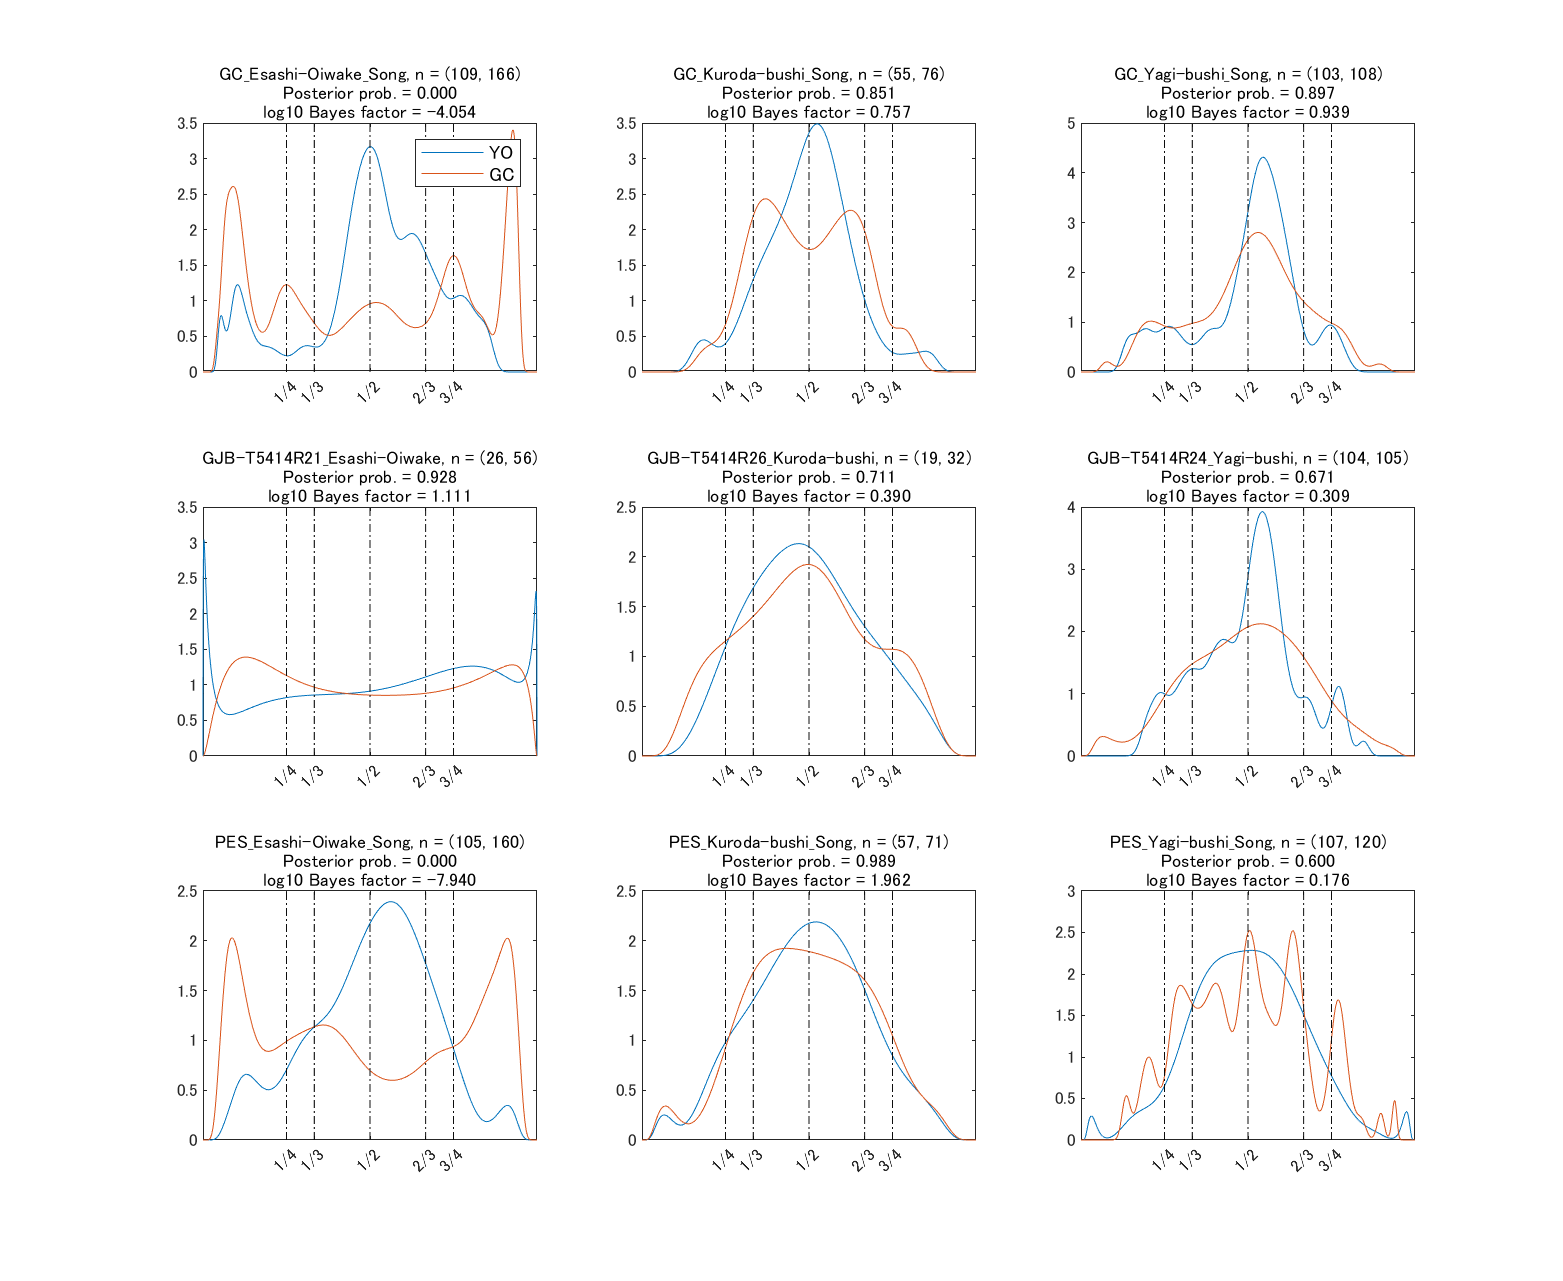 GC_Esashi-Oiwake_Song, n = (109, 166)
Posterior prob. = 0.000
log10 Bayes factor = -4.054
3.5
3
2.5
2
1.5
1
0.5
0
YO
GC
1/4 1/3 1/2 2/3 3/4
GC_Kuroda-bushi_Song, n = (55, 76)
Posterior prob. = 0.851
log10 Bayes factor = 0.757
3.5
3
2.5
2
1.5
1
0.5
0
1/4 1/3 1/2 2/3 3/4
GC_Yagi-bushi_Song, n = (103, 108)
Posterior prob. = 0.897
log10 Bayes factor = 0.939
5
4
3
2
1
0
1/4 1/3 1/2 2/3 3/4
GJB-T5414R21_Esashi-Oiwake, n = (26, 56)
Posterior prob. = 0.928
log10 Bayes factor = 1.111
3.5
3
2.5
2
1.5
1
0.5
0
1/4 1/3 1/2 2/3 3/4
GJB-T5414R26_Kuroda-bushi, n = (19, 32)
Posterior prob. = 0.711
log10 Bayes factor = 0.390
2.5
2
1.5
1
0.5
0
1/4 1/3 1/2 2/3 3/4
GJB-T5414R24_Yagi-bushi, n = (104, 105)
Posterior prob. = 0.671
log10 Bayes factor = 0.309
4
3
2
1
0
1/4 1/3 1/2 2/3 3/4
PES_Esashi-Oiwake_Song, n = (105, 160)
Posterior prob. = 0.000
log10 Bayes factor = -7.940
2.5
2
1.5
1
0.5
0
1/4 1/3 1/2 2/3 3/4
PES_Kuroda-bushi_Song, n = (57, 71)
Posterior prob. = 0.989
log10 Bayes factor = 1.962
2.5
2
1.5
1
0.5
0
1/4 1/3 1/2 2/3 3/4
PES_Yagi-bushi_Song, n = (107, 120)
Posterior prob. = 0.600
log10 Bayes factor = 0.176
3
2.5
2
1.5
1
0.5
0
1/4 1/3 1/2 2/3 3/4